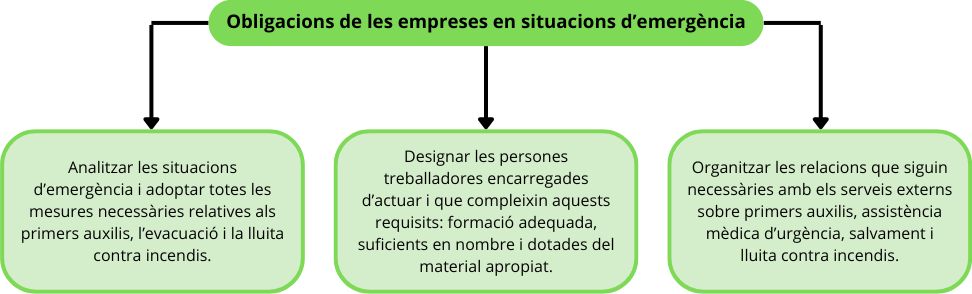 Obligacions de les empreses en situacions d’emergència
Analitzar les situacions
d’emergència i adoptar totes les
mesures necessàries relatives als
primers auxilis, l’evacuació i la lluita
contra incendis.
Designar les persones
treballadores encarregades
d’actuar i que compleixin aquests
requisits: formació adequada,
suficients en nombre i dotades del
material apropiat.
Organitzar les relacions que siguin
necessàries amb els serveis externs
sobre primers auxilis, assistència
mèdica d’urgència, salvament i
lluita contra incendis.